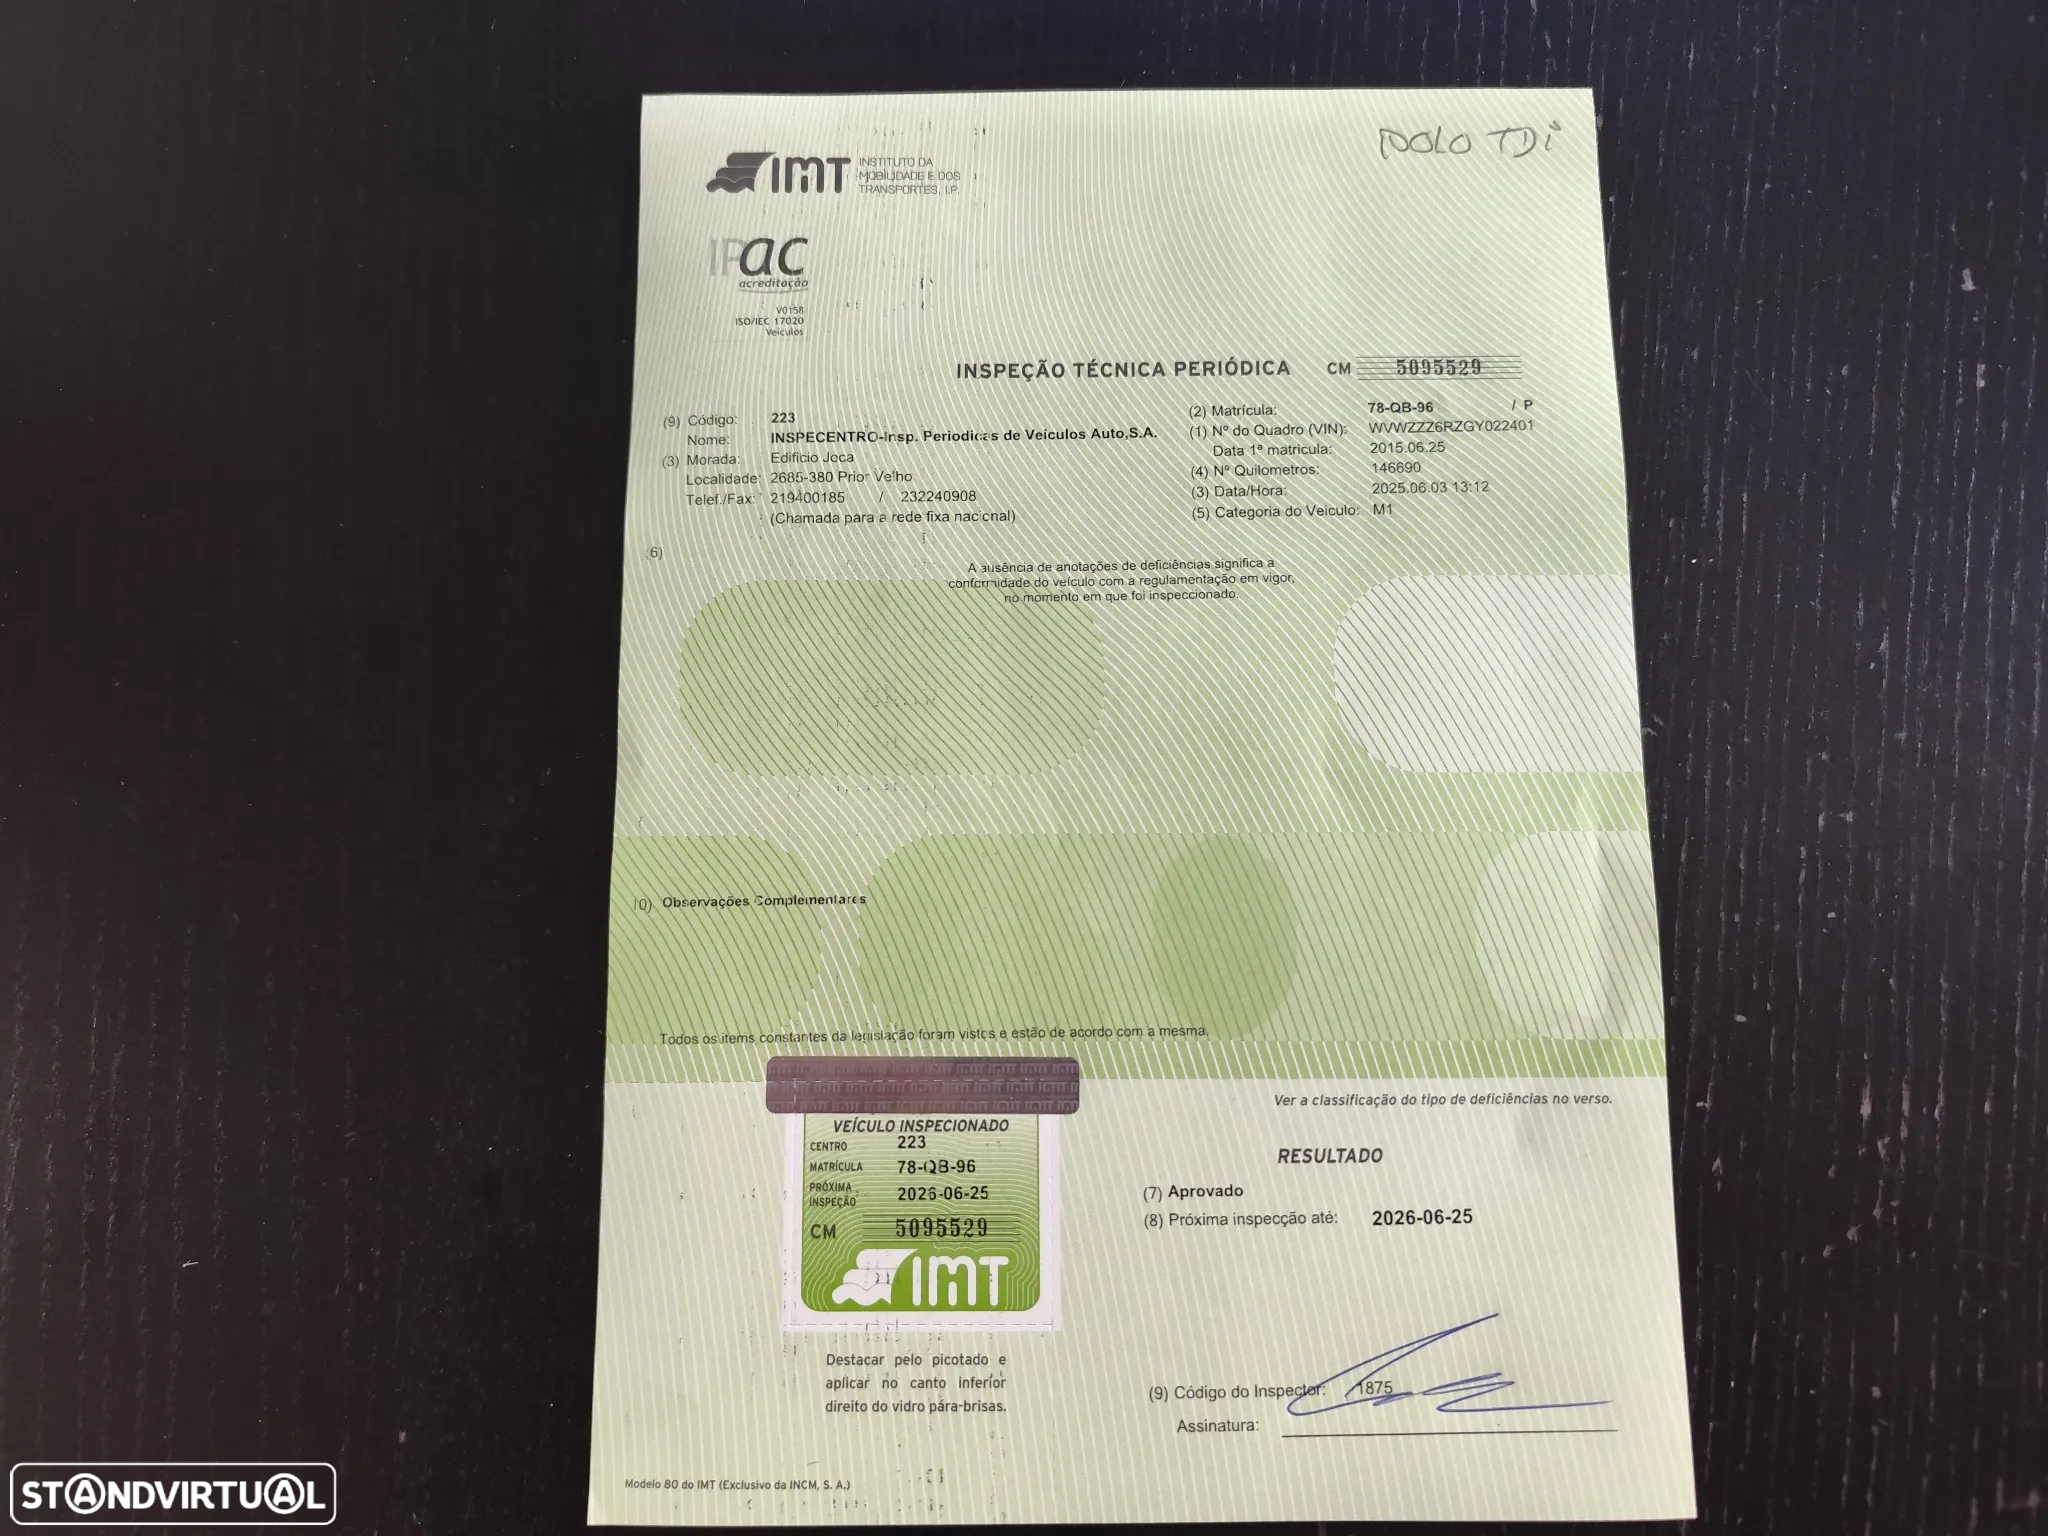 POLO TDi
IMT INSTITUTO DA
MOBILIDADE E DOS
TRANSPORTES, I.P.
IPac
acreditação
V0158
ISO/IEC 17020
Veículos
INSPEÇÃO TÉCNICA PERIÓDICA CM 5095529
(9) Código: 223
Nome: INSPECENTRO-Insp. Periodicas de Veículos Auto,S.A.
(3) Morada: Edificio Joca
Localidade: 2685-380 Prior Velho
Telef./Fax: 219400185 / 232240908
(Chamada para a rede fixa nacional)
(2) Matrícula: 78-QB-96 / P
(1) Nº do Quadro (VIN): WVWZZZ6RZGY022401
Data 1ª matricula: 2015.06.25
(4) Nº Quilometros: 146690
(3) Data/Hora: 2025.06.03 13:12
(5) Categoria do Veiculo: M1
(6)
A ausência de anotações de deficiências significa a
conformidade do veículo com a regulamentação em vigor,
no momento em que foi inspeccionado.
10) Observações Complementares
Todos os items constantes da legislação foram vistos e estão de acordo com a mesma,
VEÍCULO INSPECIONADO
CENTRO 223
MATRÍCULA 78-QB-96
PRÓXIMA
INSPEÇÃO 2026-06-25
CM 5095529
IMT
Destacar pelo picotado e
aplicar no canto inferior
direito do vidro pára-brisas.
Ver a classificação do tipo de deficiências no verso.
RESULTADO
(7) Aprovado
(8) Próxima inspecção até: 2026-06-25
(9) Código do Inspector: 1875
Assinatura:
Modelo 80 do IMT (Exclusivo da INCM, S. A.)
STANDVIRTUAL